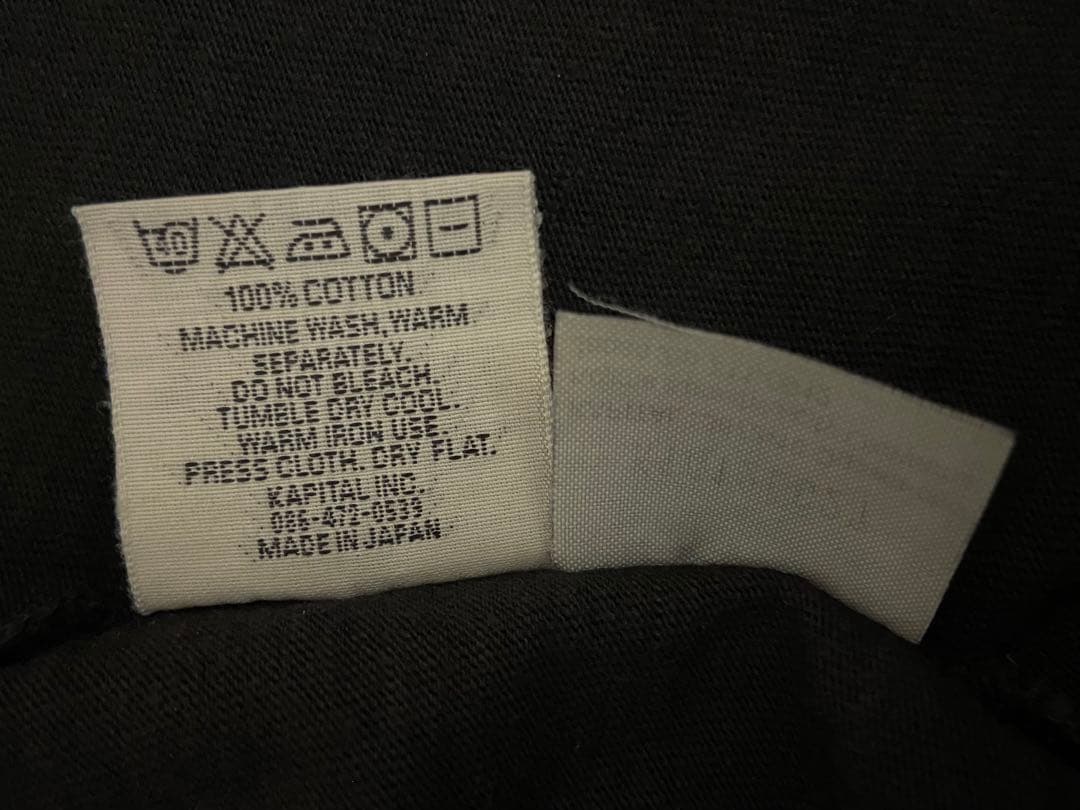 40
100% COTTON
MACHINE WASH, WARM
SEPARATELY.
DO NOT BLEACH.
TUMBLE DRY COOL.
WARM IRON USE.
PRESS CLOTH. DRY FLAT.
KAPITAL INC.
086-472-0539
MADE IN JAPAN